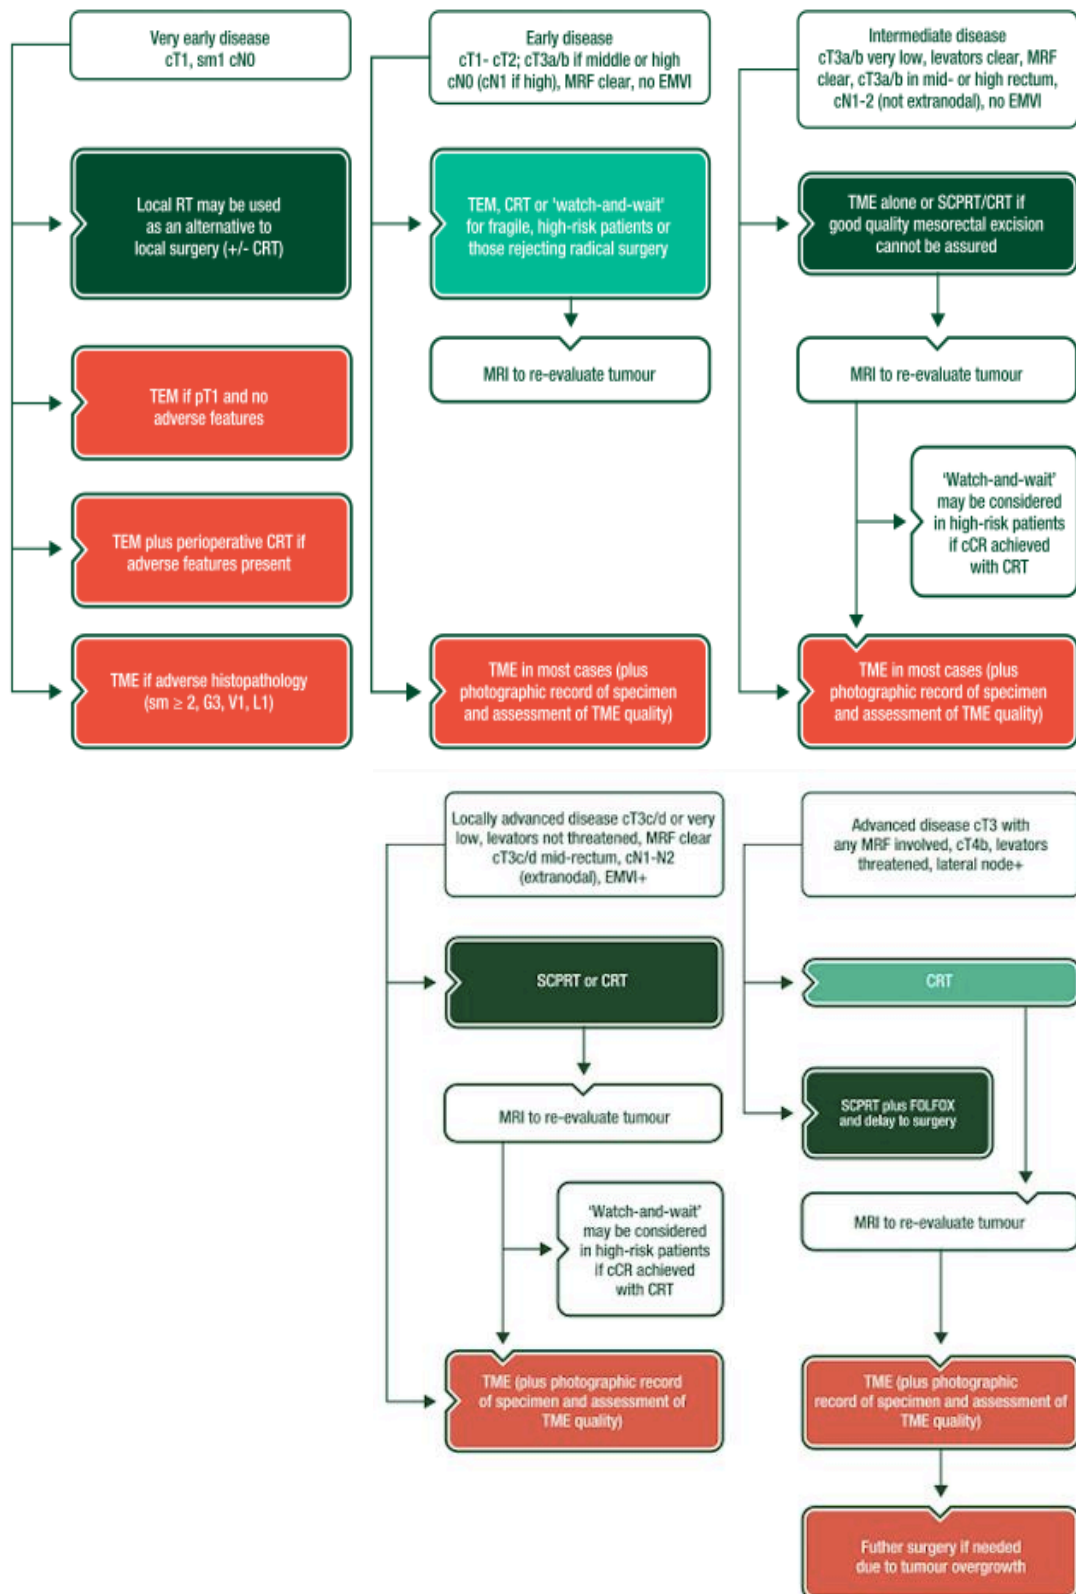 Very early disease
cT1, sm1 cN0
Local RT may be used
as an alternative to
local surgery (+/- CRT)
TEM if pT1 and no
adverse features
TEM plus perioperative CRT if
adverse features present
TME if adverse histopathology
(sm ≥ 2, G3, V1, L1)
Early disease
cT1- cT2; cT3a/b if middle or high
cN0 (cN1 if high), MRF clear, no EMVI
TEM, CRT or 'watch-and-wait'
for fragile, high-risk patients or
those rejecting radical surgery
MRI to re-evaluate tumour
TME in most cases (plus
photographic record of specimen
and assessment of TME quality)
Intermediate disease
cT3a/b very low, levators clear, MRF
clear, cT3a/b in mid- or high rectum,
cN1-2 (not extranodal), no EMVI
TME alone or SCPRT/CRT if
good quality mesorectal excision
cannot be assured
MRI to re-evaluate tumour
'Watch-and-wait'
may be considered
in high-risk patients
if cCR achieved
with CRT
TME in most cases (plus
photographic record of specimen
and assessment of TME quality)
Locally advanced disease cT3c/d or very
low, levators not threatened, MRF clear
cT3c/d mid-rectum, cN1-N2
(extranodal), EMVI+
SCPRT or CRT
MRI to re-evaluate tumour
'Watch-and-wait'
may be considered
in high-risk patients
if cCR achieved
with CRT
TME (plus photographic record
of specimen and assessment of
TME quality)
Advanced disease cT3 with
any MRF involved, cT4b, levators
threatened, lateral node+
CRT
SCPRT plus FOLFOX
and delay to surgery
MRI to re-evaluate tumour
TME (plus photographic
record of specimen and assessment of
TME quality)
Futher surgery if needed
due to tumour overgrowth